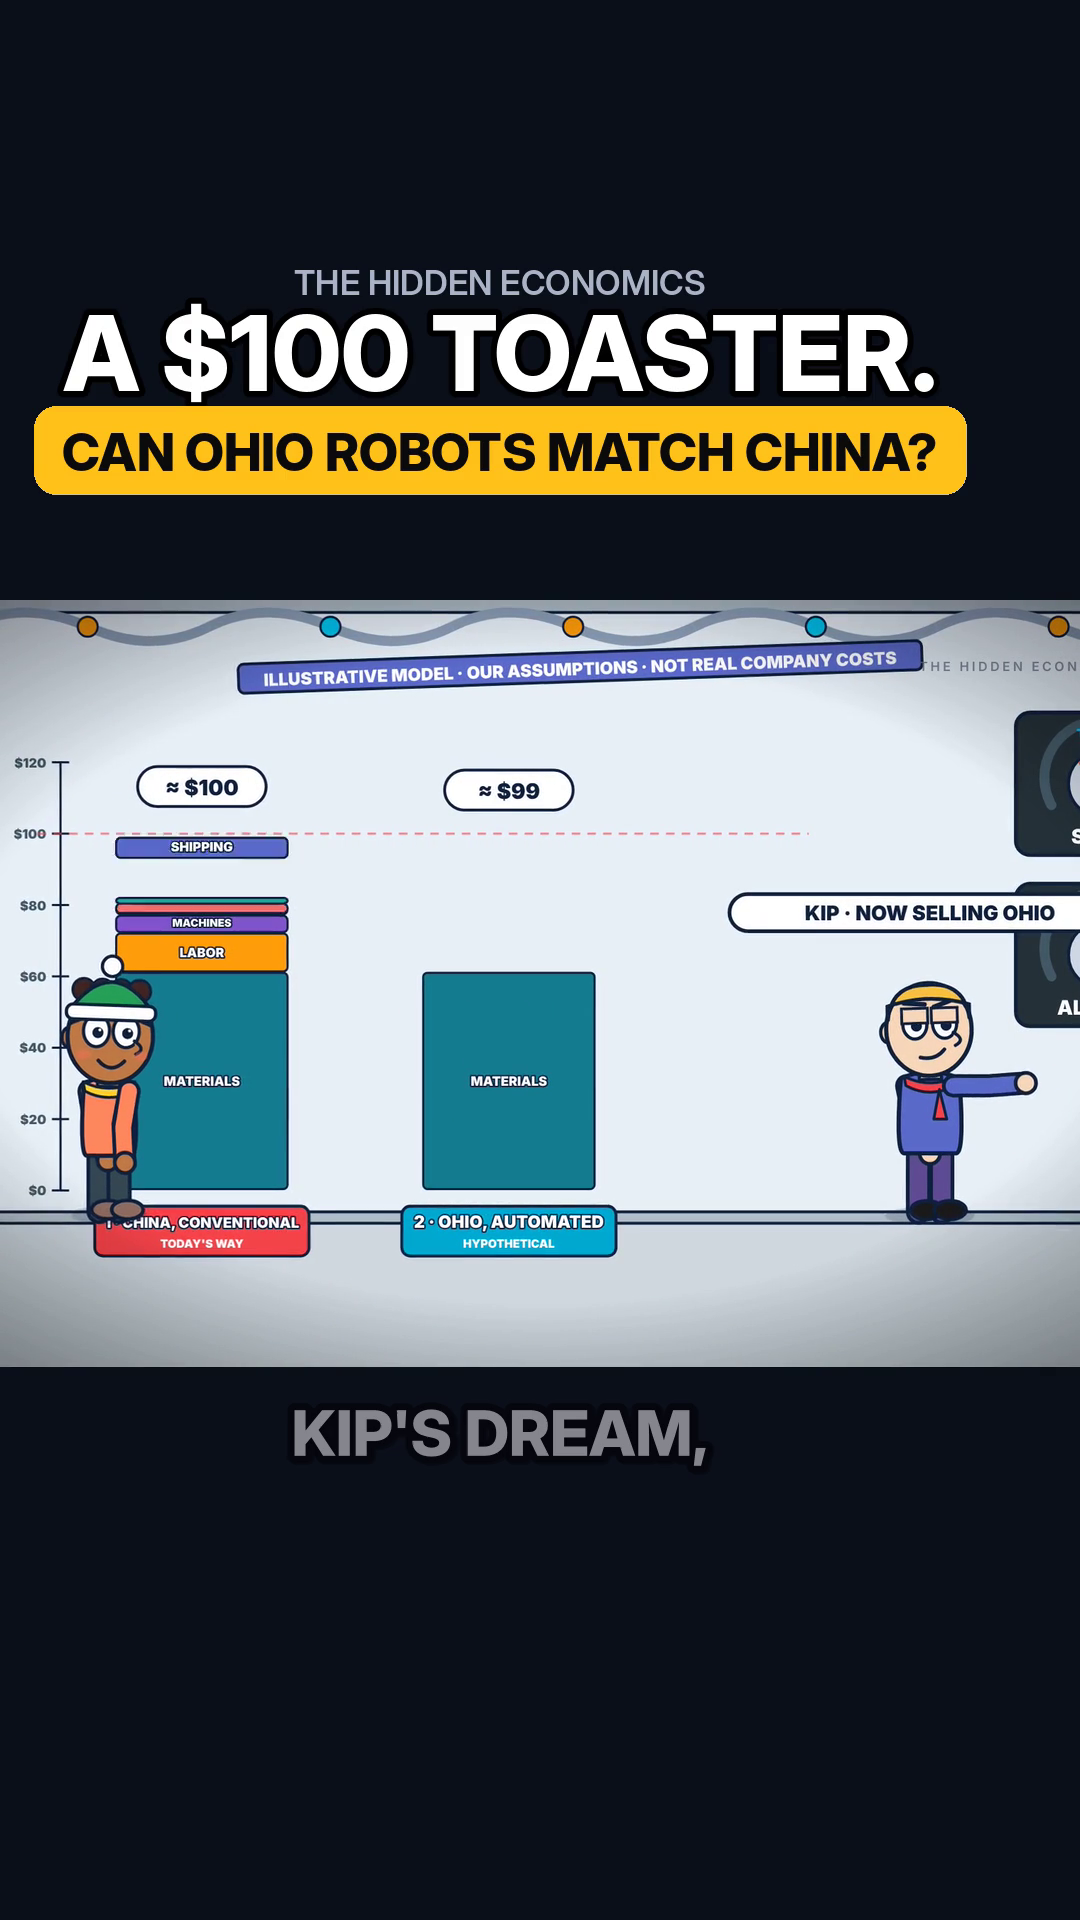 THE HIDDEN ECONOMICS
A $100 TOASTER.
CAN OHIO ROBOTS MATCH CHINA?
ILLUSTRATIVE MODEL · OUR ASSUMPTIONS · NOT REAL COMPANY COSTS
THE HIDDEN ECON
$120
≈ $100
≈ $99
$100
SHIPPING
$80
KIP · NOW SELLING OHIO
MACHINES
LABOR
$60
$40
MATERIALS
MATERIALS
$20
$0
CHINA, CONVENTIONAL
TODAY'S WAY
2 · OHIO, AUTOMATED
HYPOTHETICAL
KIP'S DREAM,